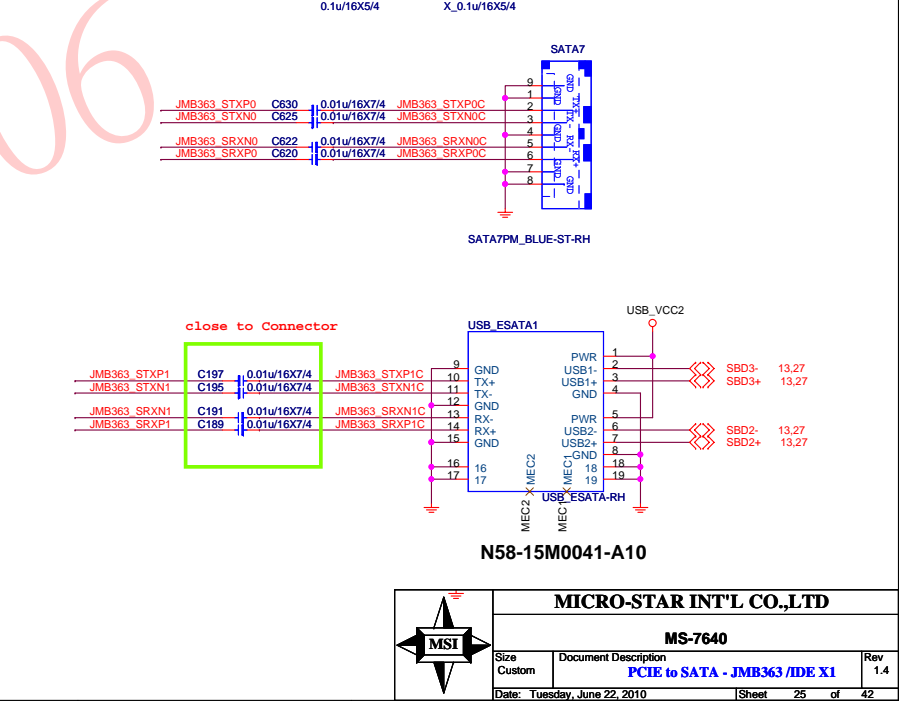 0.1u/16X5/4 X_0.1u/16X5/4
06
SATA7
JMB363_STXP0 C630 0.01u/16X7/4 JMB363_STXP0C
JMB363_STXN0 C625 0.01u/16X7/4 JMB363_STXN0C
JMB363_SRXN0 C622 0.01u/16X7/4 JMB363_SRXN0C
JMB363_SRXP0 C620 0.01u/16X7/4 JMB363_SRXP0C
9 GND
1 GND
2 TX+
3 TX-
4 GND
5 RX-
6 RX+
7 GND
8 GND
SATA7PM_BLUE-ST-RH
close to Connector
USB_ESATA1
USB_VCC2
JMB363_STXP1 C197 0.01u/16X7/4 JMB363_STXP1C
JMB363_STXN1 C195 0.01u/16X7/4 JMB363_STXN1C
JMB363_SRXN1 C191 0.01u/16X7/4 JMB363_SRXN1C
JMB363_SRXP1 C189 0.01u/16X7/4 JMB363_SRXP1C
9 GND
10 TX+
11 TX-
12 GND
13 RX-
14 RX+
15 GND
16 16
17 17
PWR 1
USB1- 2 SBD3- 13,27
USB1+ 3 SBD3+ 13,27
GND 4
PWR 5
USB2- 6 SBD2- 13,27
USB2+ 7 SBD2+ 13,27
GND 8
18 18
19 19
MEC2 MEC1
USB_ESATA-RH
MEC2 MEC1
N58-15M0041-A10
MSI
MICRO-STAR INT'L CO.,LTD
MS-7640
Size Document Description Rev
Custom PCIE to SATA - JMB363 /IDE X1 1.4
Date: Tuesday, June 22, 2010 Sheet 25 of 42